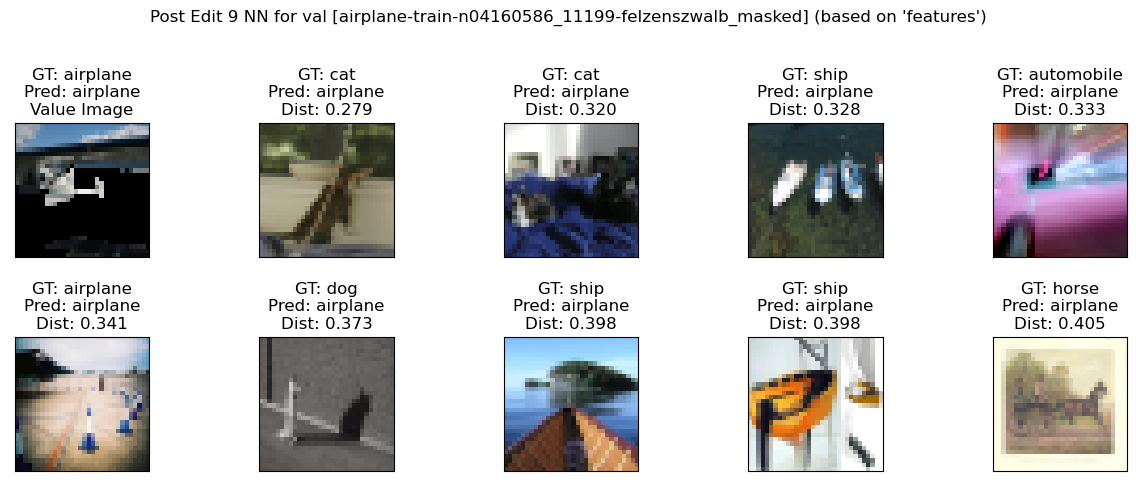 Post Edit 9 NN for val [airplane-train-n04160586_11199-felzenszwalb_masked] (based on 'features')
GT: airplane
Pred: airplane
Value Image
GT: cat
Pred: airplane
Dist: 0.279
GT: cat
Pred: airplane
Dist: 0.320
GT: ship
Pred: airplane
Dist: 0.328
GT: automobile
Pred: airplane
Dist: 0.333
GT: airplane
Pred: airplane
Dist: 0.341
GT: dog
Pred: airplane
Dist: 0.373
GT: ship
Pred: airplane
Dist: 0.398
GT: ship
Pred: airplane
Dist: 0.398
GT: horse
Pred: airplane
Dist: 0.405